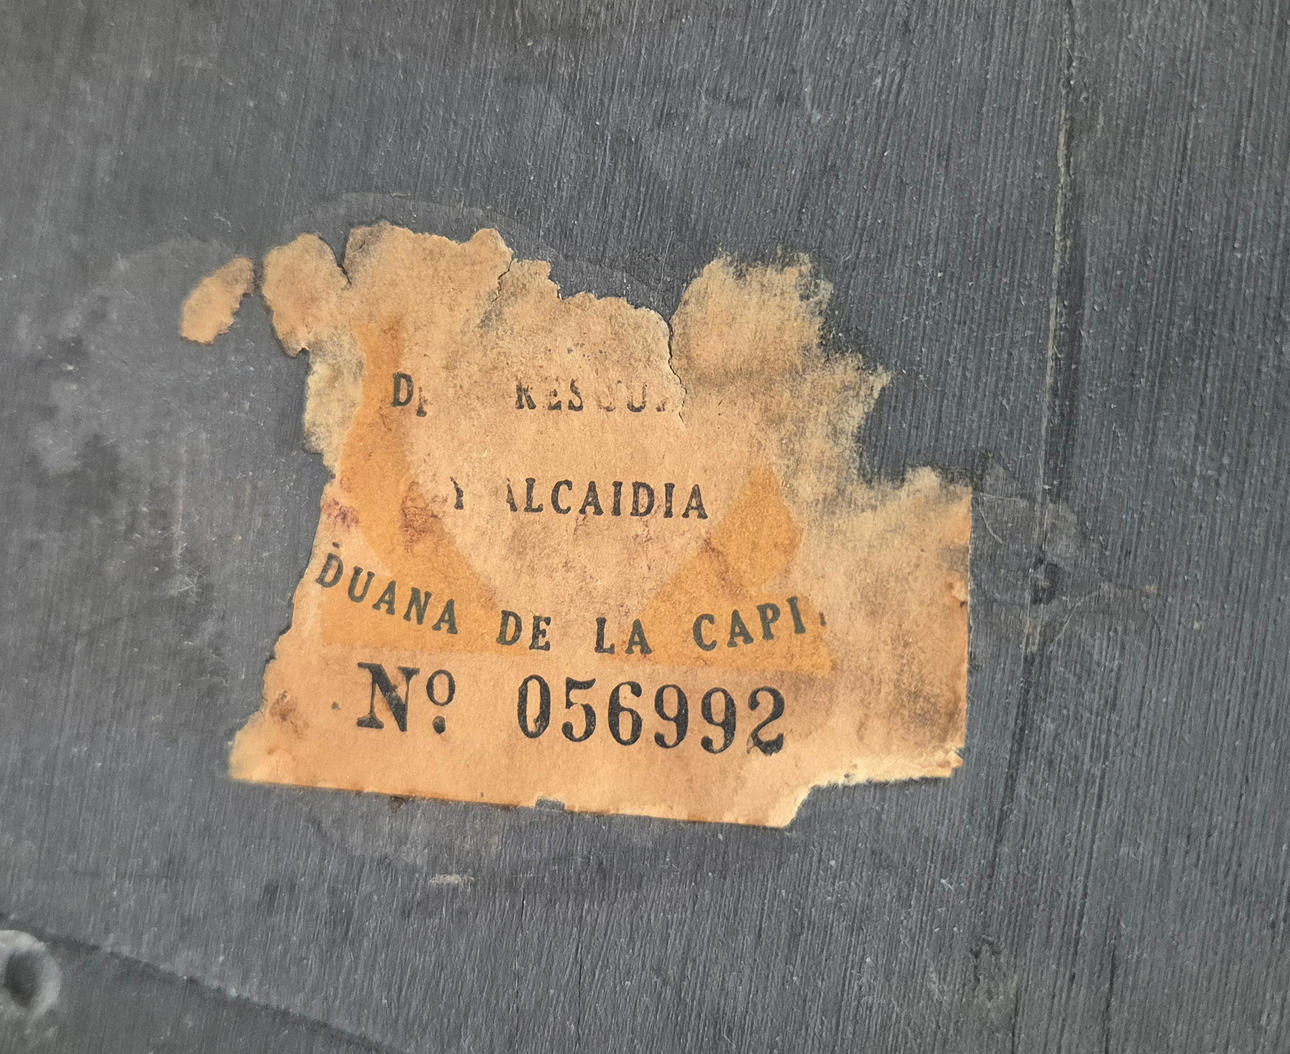 Y ALCAIDIA
DUANA DE LA CAPI
Nº 056992